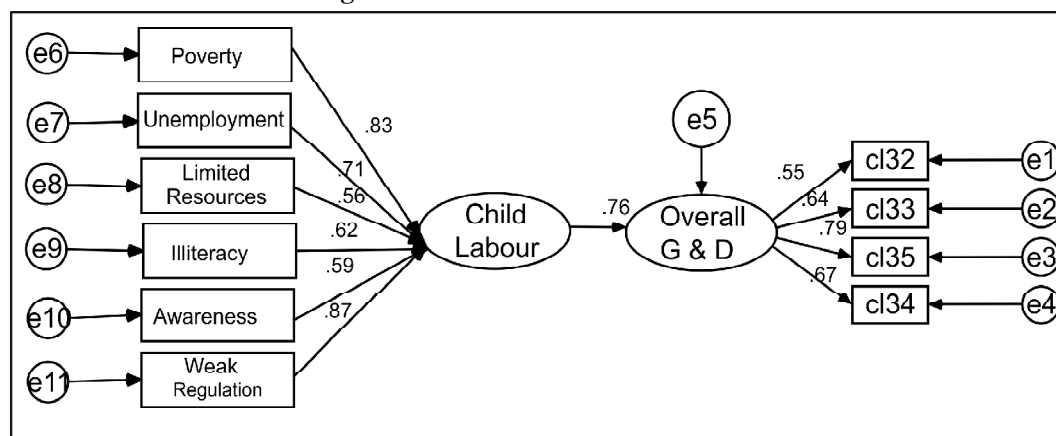 e6
Poverty
.83
e7
Unemployment
.71
e8
Limited
Resources
.56
e9
Illiteracy
.62
e10
Awareness
.59
e11
Weak
Regulation
.87
Child
Labour
.76
e5
Overall
G & D
.55
cl32
e1
.64
cl33
e2
.79
cl35
e3
.67
cl34
e4